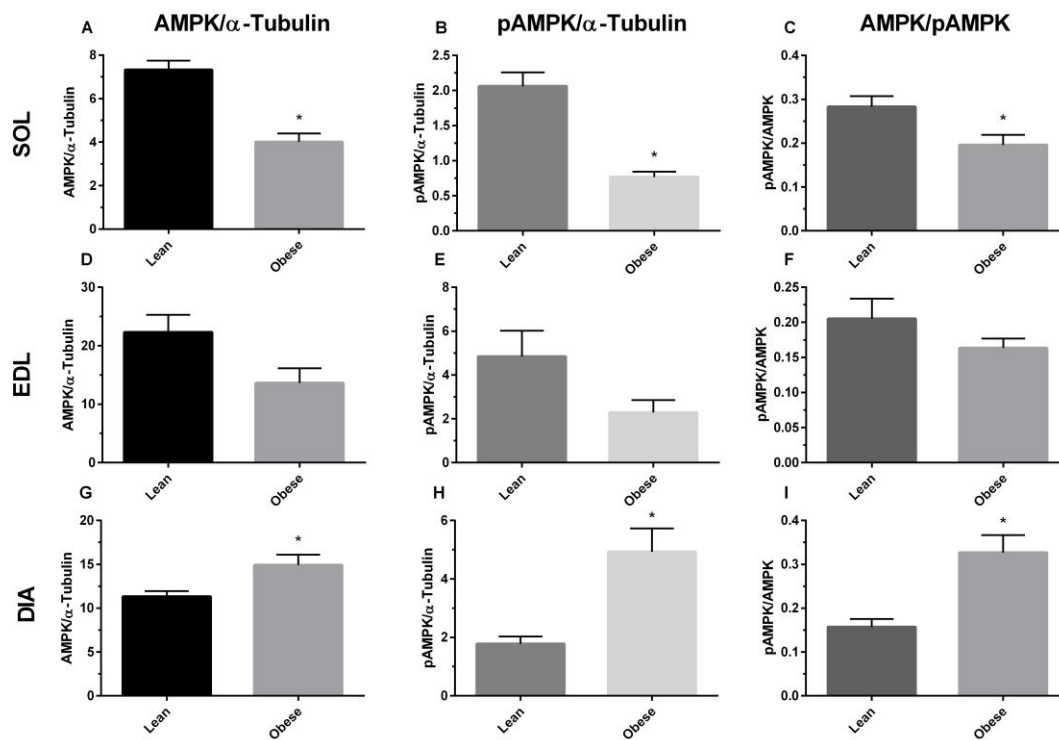 A AMPK/α-Tubulin B pAMPK/α-Tubulin C AMPK/pAMPK
SOL
AMPK/α-Tubulin
8
6
4
2
0
*
Lean Obese
pAMPK/α-Tubulin
2.5
2.0
1.5
1.0
0.5
0.0
*
Lean Obese
pAMPK/AMPK
0.4
0.3
0.2
0.1
0.0
*
Lean Obese
EDL
D
AMPK/α-Tubulin
30
20
10
0
Lean Obese
E
pAMPK/α-Tubulin
8
6
4
2
0
Lean Obese
F
pAMPK/AMPK
0.25
0.20
0.15
0.10
0.05
0.00
Lean Obese
DIA
G
AMPK/α-Tubulin
20
15
10
5
0
*
Lean Obese
H
pAMPK/α-Tubulin
6
4
2
0
*
Lean Obese
I
pAMPK/AMPK
0.4
0.3
0.2
0.1
0.0
*
Lean Obese